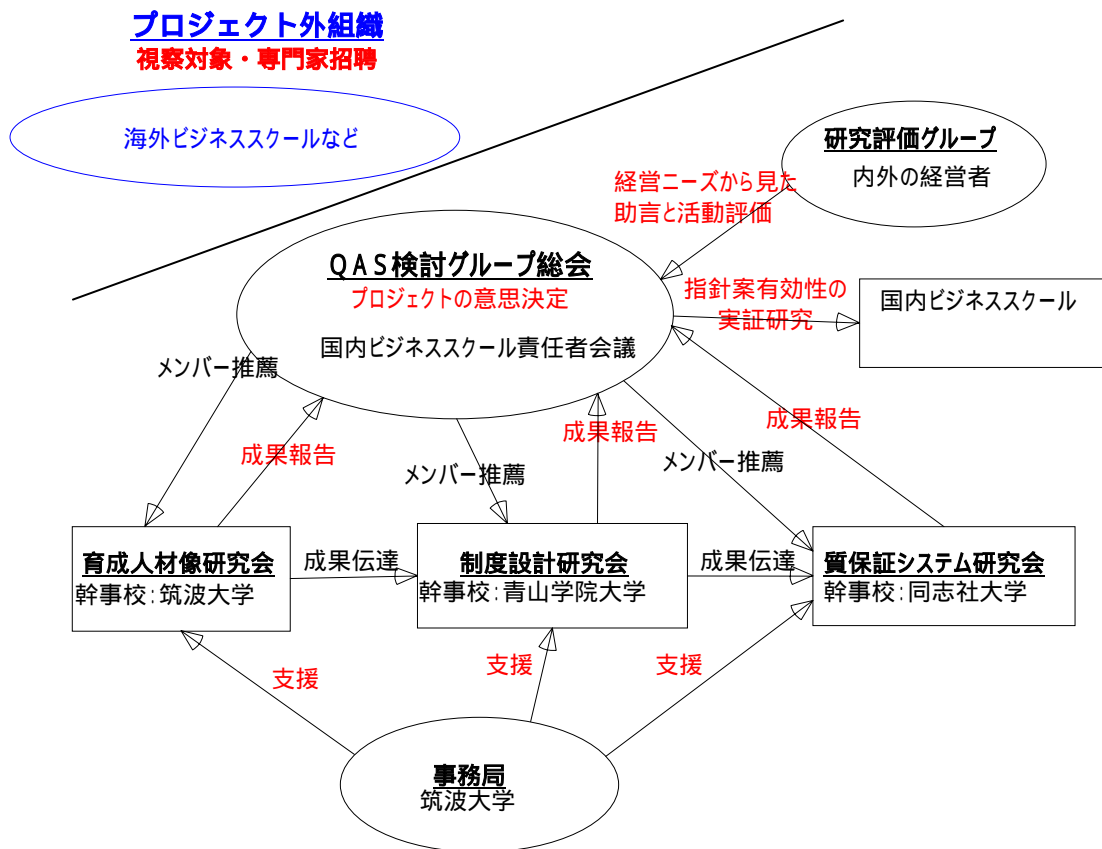 プロジェクト外組織
視察対象・専門家招聘
海外ビジネススクールなど
研究評価グループ
内外の経営者
経営ニーズから見た
助言と活動評価
QAS検討グループ総会
プロジェクトの意思決定
国内ビジネススクール責任者会議
指針案有効性の
実証研究
国内ビジネススクール
メンバー推薦
成果報告
メンバー推薦
成果報告
メンバー推薦
成果報告
育成人材像研究会
幹事校:筑波大学
成果伝達
制度設計研究会
幹事校:青山学院大学
成果伝達
質保証システム研究会
幹事校:同志社大学
支援
支援
支援
事務局
筑波大学